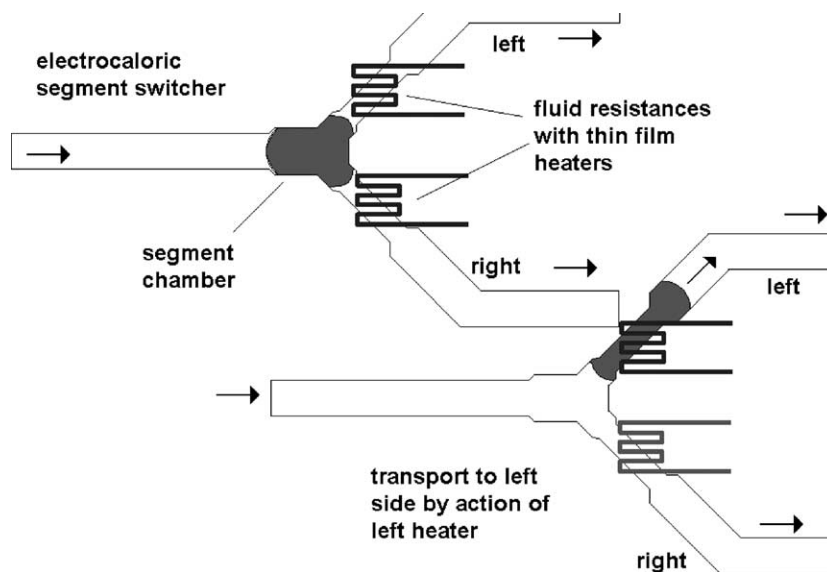 electrocaloric
segment switcher
left
fluid resistances
with thin film
heaters
segment
chamber
right
left
transport to left
side by action of
left heater
right